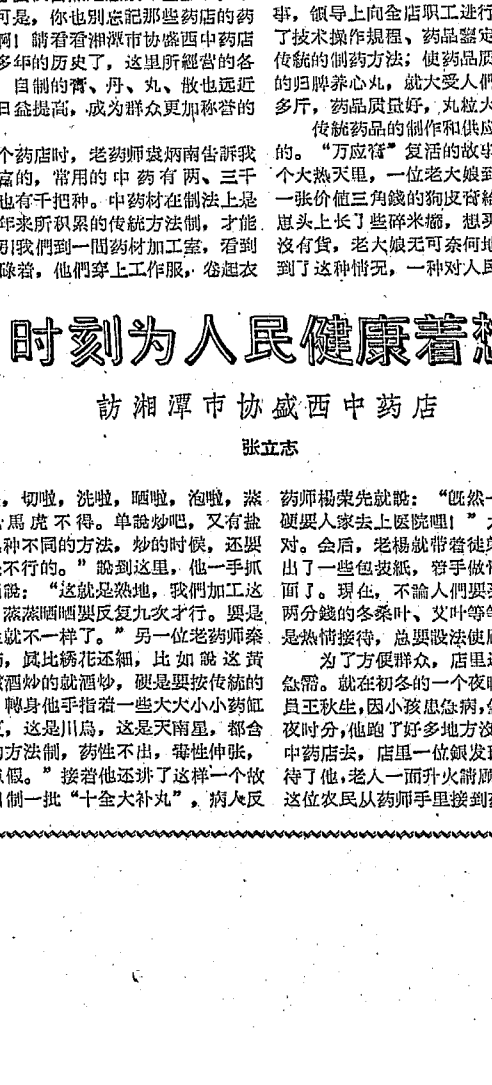 可是，你也別忘記那些药店的药
啊！請看看湘潭市协盛西中药店
多年的历史了，这里所經营的各
自制的膏、丹、丸、散也远近
日益提高，成为群众更加称誉的
个药店时，老药师袁炳南告訴我
常用的中药有两、三千
也有千把种。中药材在制法上是
年来所积累的传統方法制，才能
引我們到一間药材加工室，看到
碌着，他們穿上工作服，卷起衣
事，領导上向全店职工进行
了技术操作規程、药品鉴定
传統的制药方法；使药品质
的归脾养心丸，就大受人們
多斤，药品质量好，丸粒大
传統药品的制作和供应
的。“万应膏”复活的故事
个大热天里，一位老大娘到
一张价值三角錢的狗皮膏給
崽头上长了些碎米癤，想买
没有貨，老大娘无可奈何地
到了这种情况，一种对人民
时刻为人民健康着想
訪湘潭市协盛西中药店
张立志
，切啦，洗啦，晒啦，泡啦，蒸
馬虎不得。单說炒吧，又有盐
种不同的方法，炒的时候，还要
不行的。”說到这里，他一手抓
說：“这就是熟地，我們加工这
蒸蒸晒晒要反复九次才行。要是
就不一样了。”另一位老药师秦
，真比綉花还細，比如說这黄
酒炒的就酒炒，硬是要按传統的
轉身他手指着一些大大小小药缸
，这是川烏，这是天南星，都含
方法制，药性不出，毒性仲张，
假。”接着他还讲了这样一个故
制一批“十全大补丸”，病人反
药师楊荣先就說：“既然一
硬要人家去上医院哩！”大
对。会后，老楊就带着徒弟
出了一些包装紙，着手做
面了。現在，不論人們要
两分錢的冬桑叶、艾叶等
是热情接待，总要設法使
为了方便群众，店里还
急需。就在初冬的一个夜
員王秋生，因小孩患急病，
夜时分，他跑了好多地方没
中药店去，店里一位銀发
待了他，老人一面升火請顾
这位农民从药师手里接到